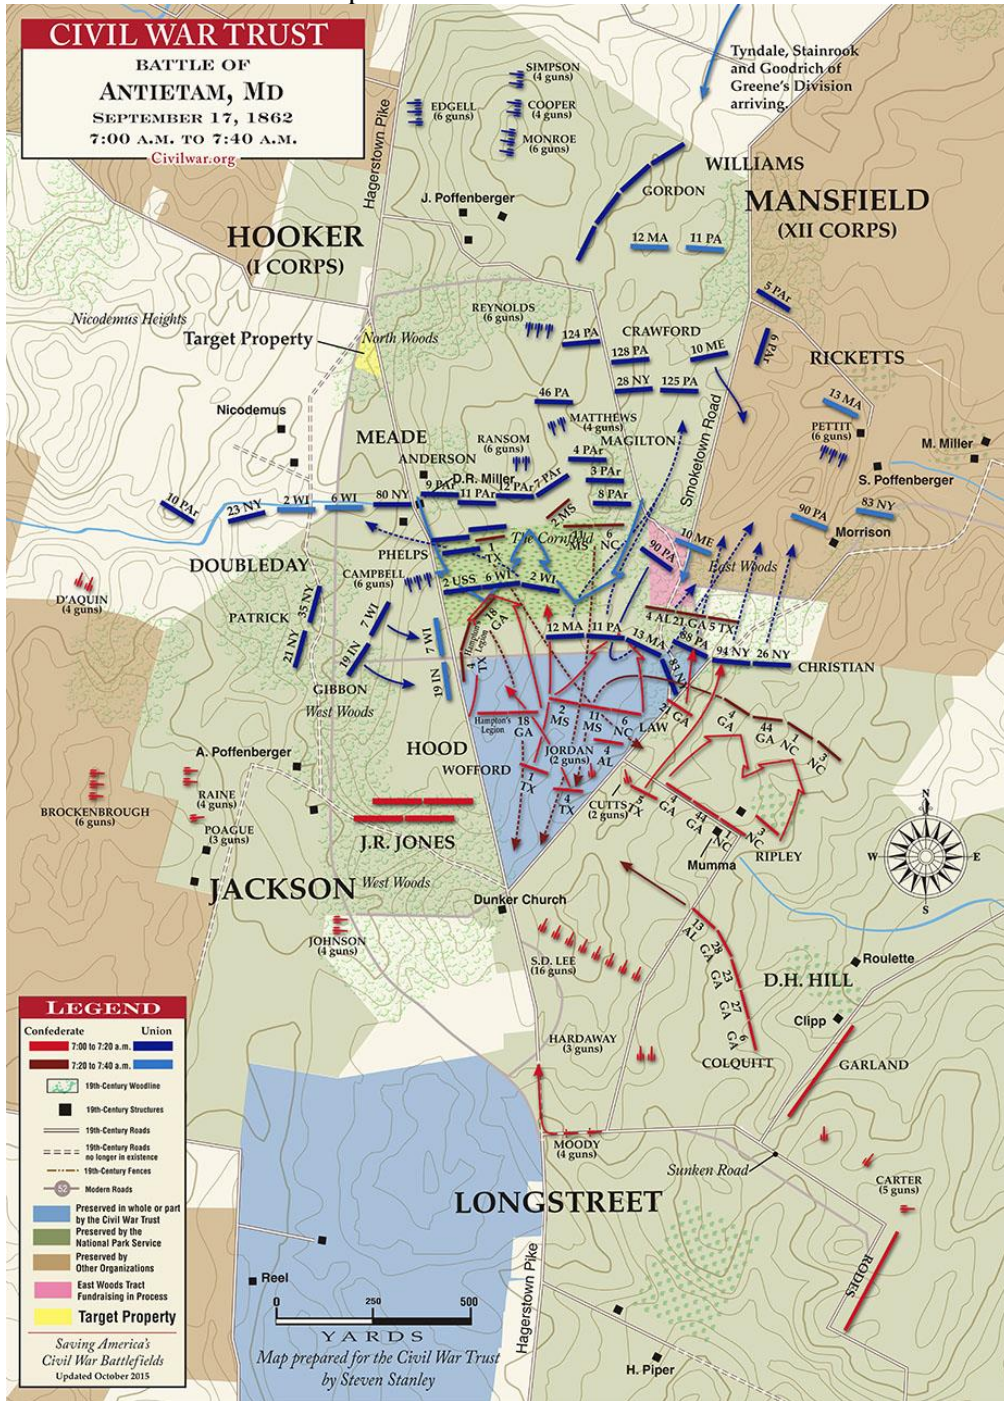 CIVIL WAR TRUST
BATTLE OF
ANTIETAM, MD
SEPTEMBER 17, 1862
7:00 A.M. TO 7:40 A.M.
Civilwar.org
Tyndale, Stainrook
and Goodrich of
Greene's Division
arriving.
SIMPSON
(4 guns)
EDGELL
(6 guns)
COOPER
(4 guns)
MONROE
(6 guns)
Hagerstown Pike
WILLIAMS
GORDON
MANSFIELD
(XII CORPS)
J. Poffenberger
HOOKER
(I CORPS)
12 MA
11 PA
5 PAr
6 PAr
Nicodemus Heights
Target Property
North Woods
REYNOLDS
(6 guns)
124 PA
CRAWFORD
128 PA
10 ME
RICKETTS
28 NY
125 PA
46 PA
13 MA
Nicodemus
MATTHEWS
(4 guns)
MAGILTON
PETTIT
(6 guns)
M. Miller
MEADE
ANDERSON
RANSOM
(6 guns)
Smoketown Road
4 PAr
D.R. Miller
3 PAr
S. Poffenberger
9 PAr
11 PAr
12 PAr
7 PAr
8 PAr
10 PAr
23 NY
2 WI
6 WI
80 NY
2 MS
90 PA
83 NY
Morrison
The Cornfield
11 MS
6 NC
1 TX
PHELPS
10 ME
90 PA
East Woods
DOUBLEDAY
CAMPBELL
(6 guns)
2 USS
6 WI
2 WI
D'AQUIN
(4 guns)
PATRICK
35 NY
21 NY
7 WI
19 IN
7 WI
19 IN
18 GA
Hampton's Legion
4 TX
4 AL
21 GA
5 TX
12 MA
11 PA
13 MA
83 NY
88 PA
94 NY
26 NY
CHRISTIAN
GIBBON
West Woods
Hampton's
Legion
18 GA
2 MS
11 MS
6 NC
LAW
21 GA
4 GA
44 GA
1 NC
3 NC
HOOD
WOFFORD
JORDAN
(2 guns)
4 AL
1 TX
4 TX
A. Poffenberger
CUTTS
(2 guns)
5 TX
4 GA
44 GA
1 NC
3 NC
RIPLEY
Mumma
BROCKENBROUGH
(6 guns)
RAINE
(4 guns)
POAGUE
(3 guns)
J.R. JONES
JACKSON
West Woods
Dunker Church
N
W
E
S
JOHNSON
(4 guns)
S.D. LEE
(16 guns)
13 AL
28 GA
23 GA
27 GA
6 GA
COLQUITT
D.H. HILL
Roulette
Clipp
GARLAND
HARDAWAY
(3 guns)
MOODY
(4 guns)
Sunken Road
CARTER
(5 guns)
LONGSTREET
RODES
Hagerstown Pike
Reel
H. Piper
0
250
500
YARDS
Map prepared for the Civil War Trust
by Steven Stanley
LEGEND
Confederate
Union
7:00 to 7:20 a.m.
7:20 to 7:40 a.m.
19th-Century Woodline
19th-Century Structures
19th-Century Roads
19th-Century Roads
no longer in existence
19th-Century Fences
52
Modern Roads
Preserved in whole or part
by the Civil War Trust
Preserved by the
National Park Service
Preserved by
Other Organizations
East Woods Tract
Fundraising in Process
Target Property
Saving America's
Civil War Battlefields
Updated October 2015